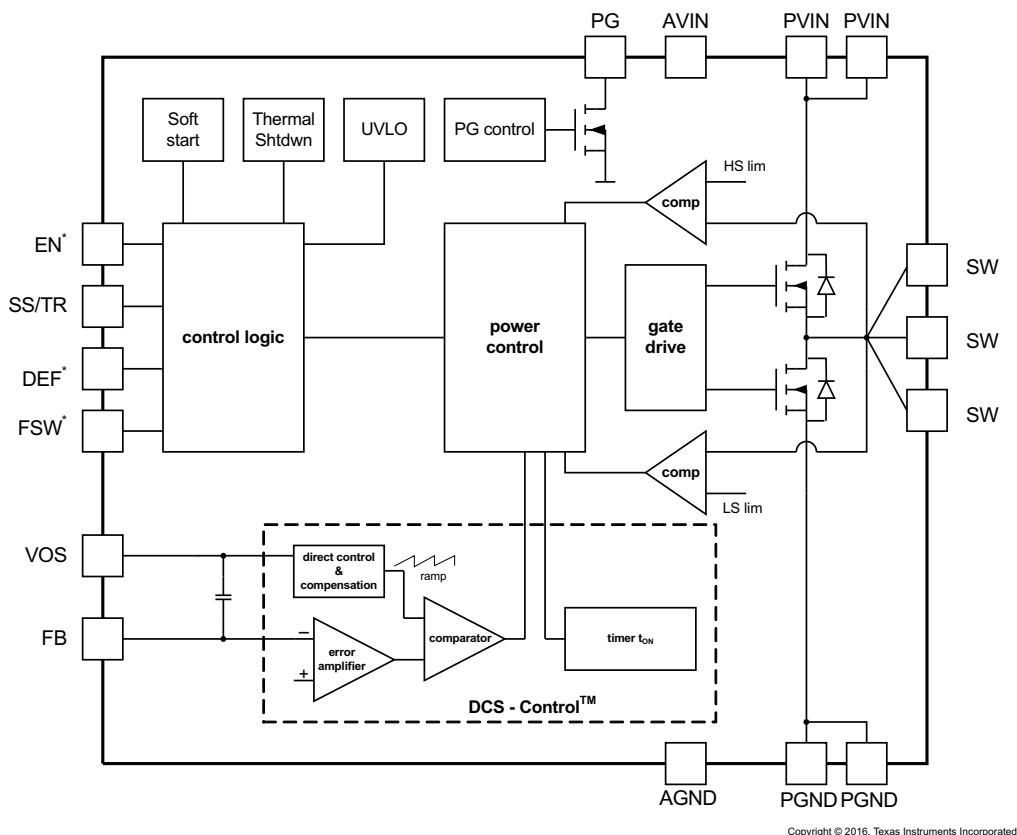 PG AVIN PVIN PVIN
Soft
start
Thermal
Shtdwn
UVLO
PG control
HS lim
comp
EN*
SS/TR
DEF*
FSW*
control logic
power
control
gate
drive
SW
SW
SW
comp
LS lim
VOS
FB
direct control
&
compensation
ramp
comparator
−
+
error
amplifier
timer tON
DCS - Control™
AGND PGND PGND
Copyright © 2016, Texas Instruments Incorporated